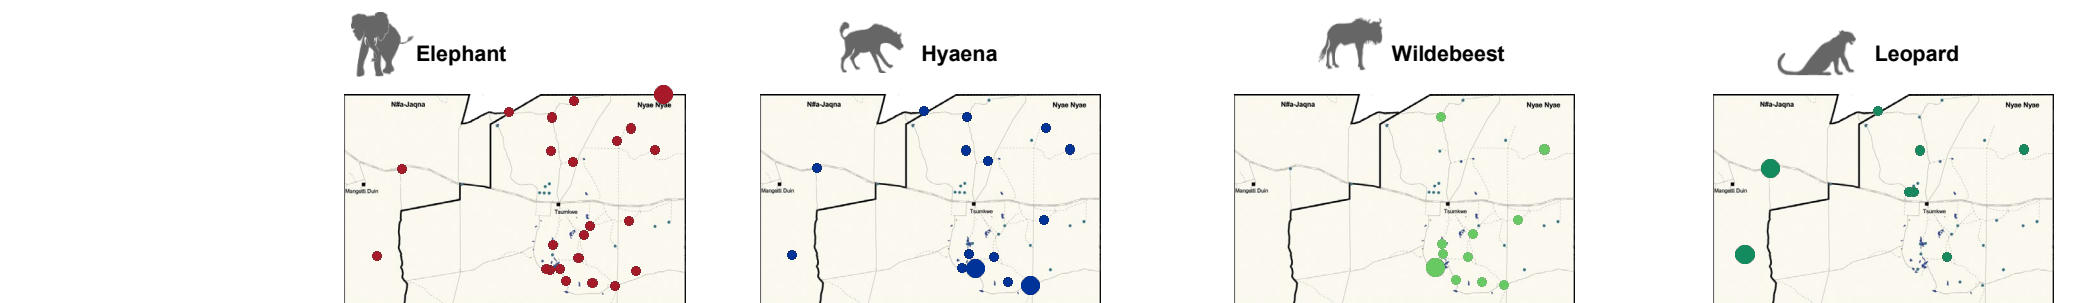 Elephant
Hyaena
Wildebeest
Leopard
N‡a-Jaqna
Nyae Nyae
N‡a-Jaqna
Nyae Nyae
N‡a-Jaqna
Nyae Nyae
N‡a-Jaqna
Nyae Nyae
Mangetti Duin
Tsumkwe
Mangetti Duin
Tsumkwe
Mangetti Duin
Tsumkwe
Mangetti Duin
Tsumkwe